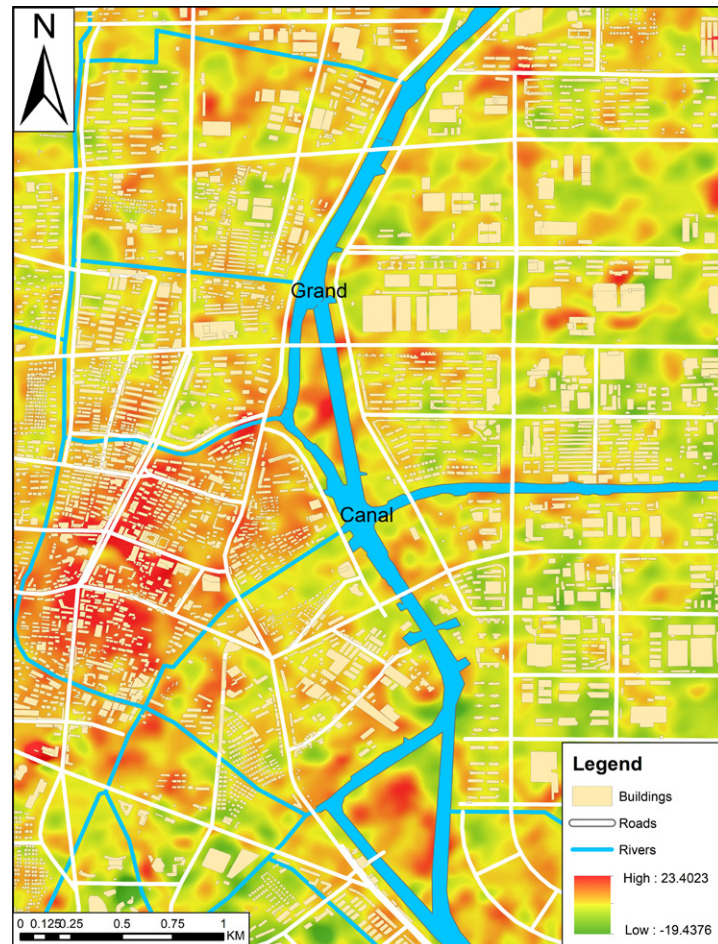 N
Grand
Canal
Legend
Buildings
Roads
Rivers
High : 23.4023
Low : -19.4376
0 0.125 0.25 0.5 0.75 1
KM